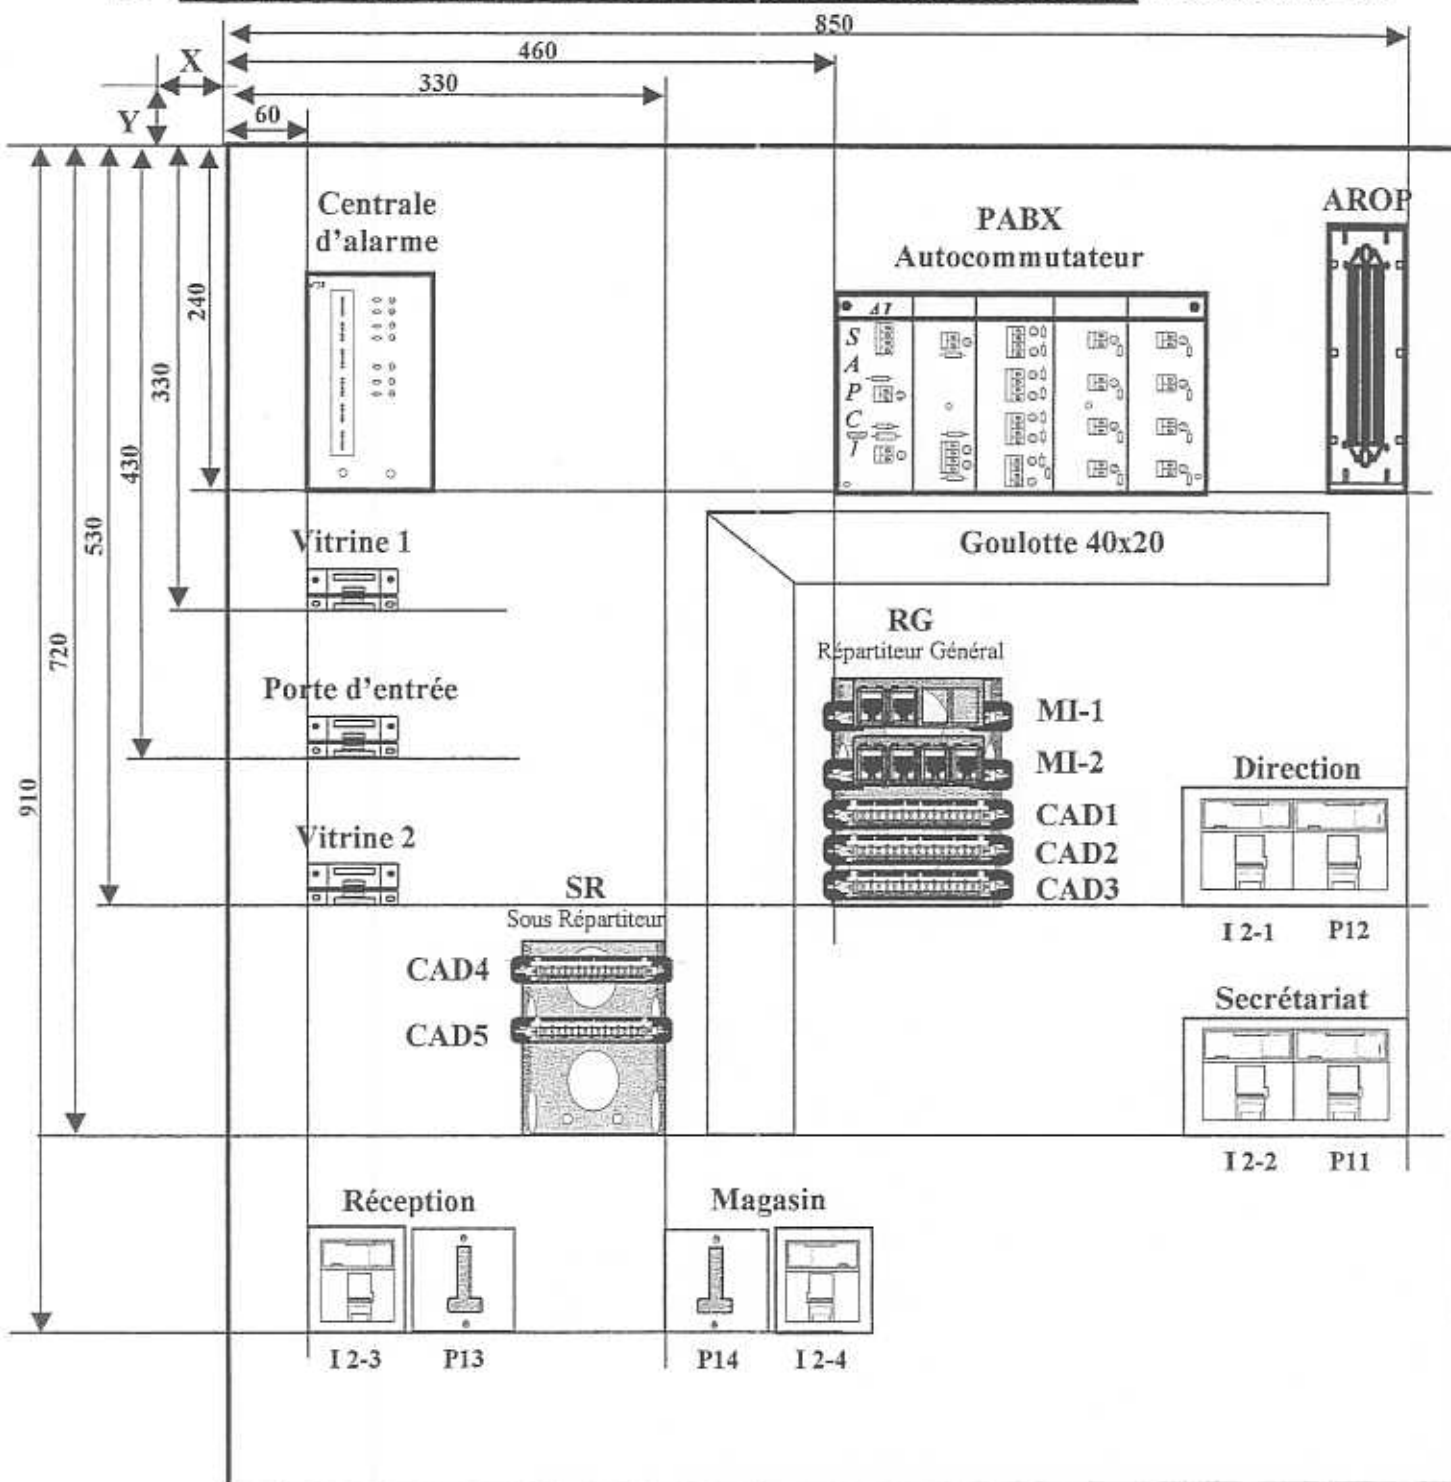 850
460
X
330
60
Y
Centrale
d'alarme
PABX
Autocommutateur
AROP
240
330
430
530
720
910
S
A
P
C
I
Vitrine 1
Goulotte 40x20
RG
Répartiteur Général
Porte d'entrée
MI-1
MI-2
Direction
CAD1
Vitrine 2
CAD2
CAD3
SR
Sous Répartiteur
I 2-1 P12
CAD4
Secrétariat
CAD5
I 2-2 P11
Réception
Magasin
I 2-3 P13 P14 I 2-4